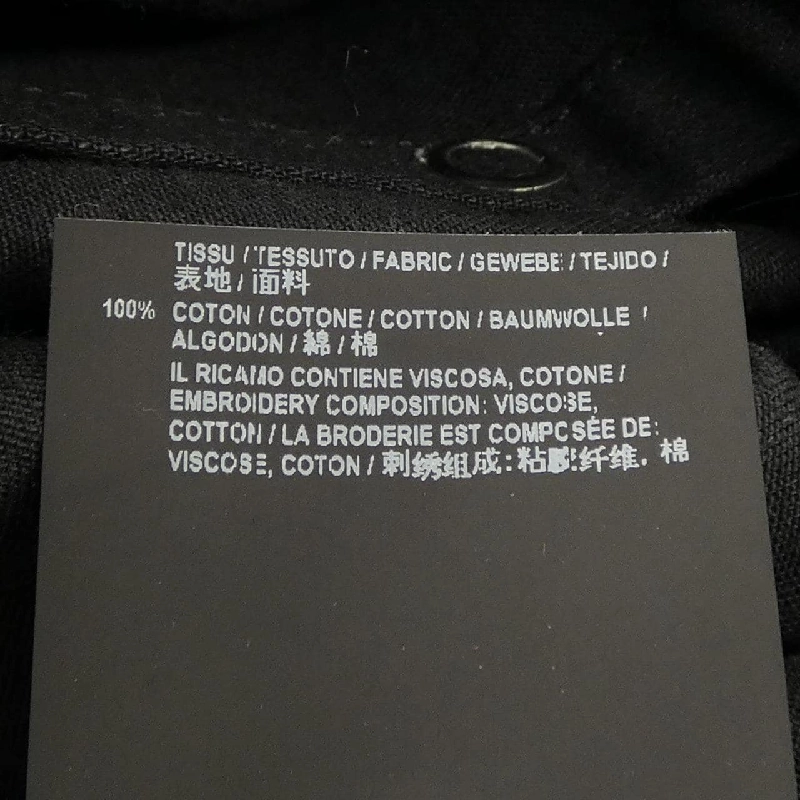 TISSU / TESSUTO / FABRIC / GEWEBE / TEJIDO /
表地 / 面料
100% COTON / COTONE / COTTON / BAUMWOLLE /
ALGODON / 綿 / 棉
IL RICAMO CONTIENE VISCOSA, COTONE /
EMBROIDERY COMPOSITION: VISCOSE,
COTTON / LA BRODERIE EST COMPOSÉE DE:
VISCOSE, COTON / 刺绣组成: 粘膠纤维. 棉